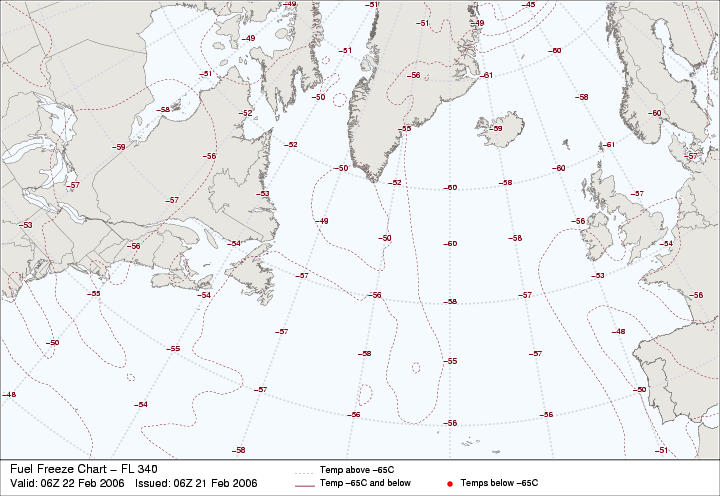 −49 −51 −45
−51 −49
−49 −51 −60
−51 −56 −61
−50 −58
−58 −52 −60
−55 −59
−59 −52 −61
−56 −57
−50 −60
−57 −52 −58
−57 −53 −60 −57
−53 −49 −56
−54 −50 −58
−56 −60 −54
−57 −53
−55 −54 −56 −56
−58
−57 −48
−50 −55 −58 −57
−55
−57 −50
−48 −54 −56 −56
−56
−58 −51
Fuel Freeze Chart − FL 340
Valid: 06Z 22 Feb 2006 Issued: 06Z 21 Feb 2006
Temp above −65C
Temp −65C and below
Temps below −65C